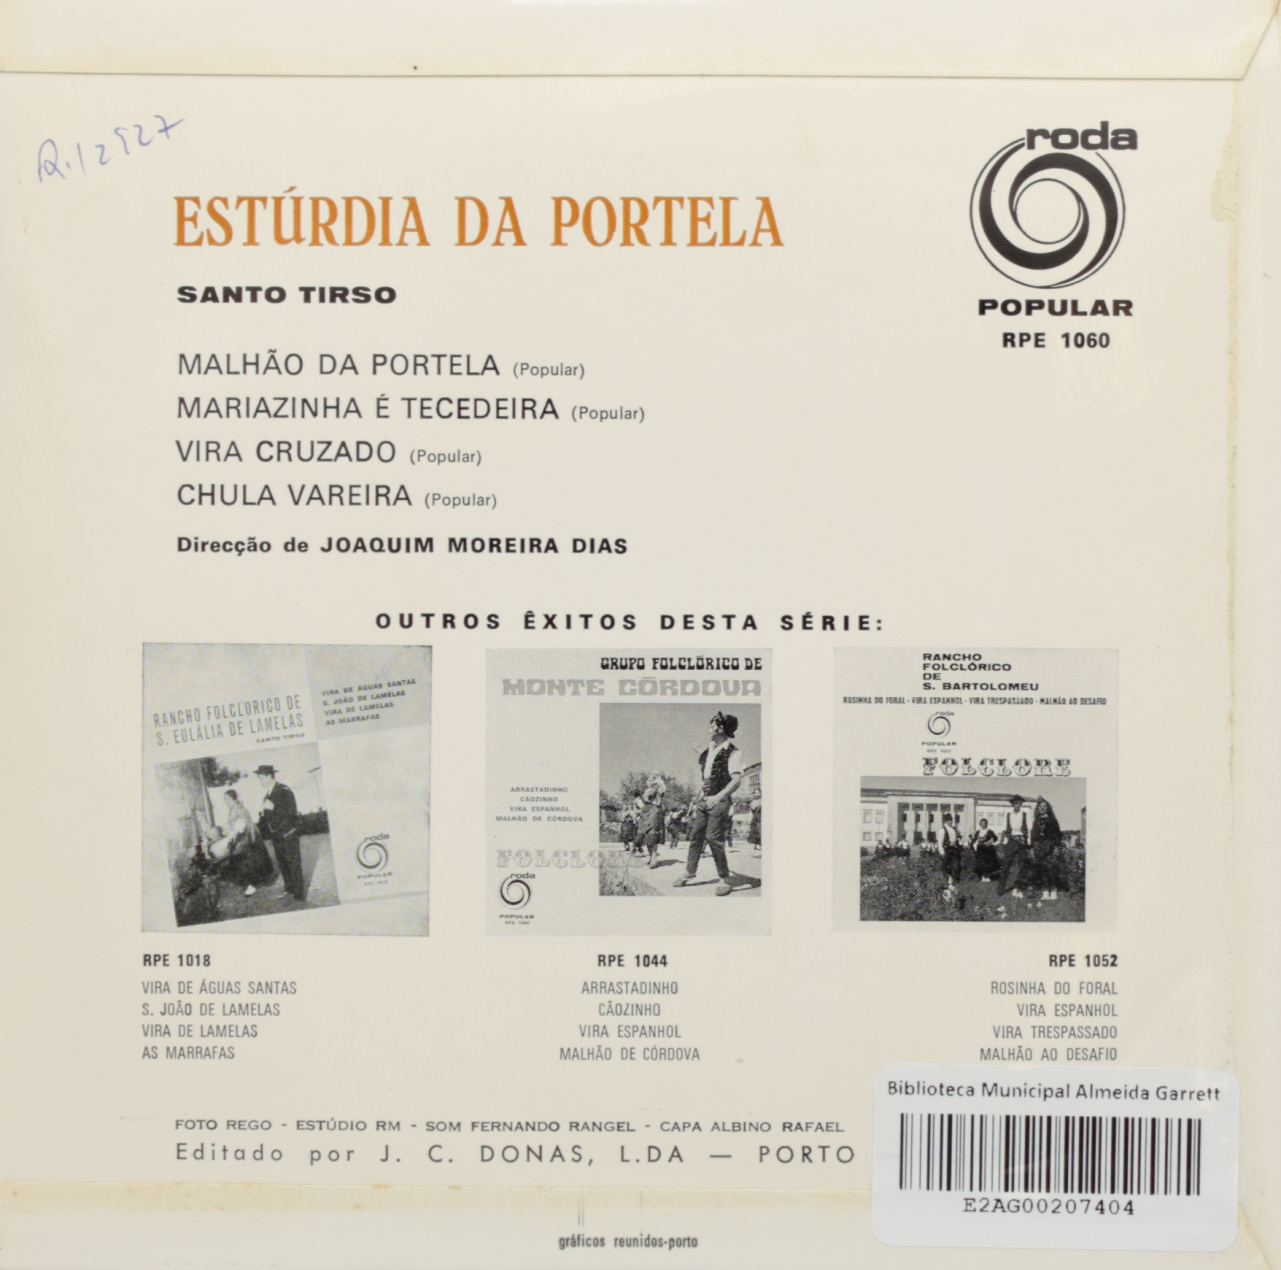 R.12927
roda
POPULAR
RPE 1060
ESTÚRDIA DA PORTELA
SANTO TIRSO
MALHÃO DA PORTELA (Popular)
MARIAZINHA É TECEDEIRA (Popular)
VIRA CRUZADO (Popular)
CHULA VAREIRA (Popular)
Direcção de JOAQUIM MOREIRA DIAS
OUTROS ÊXITOS DESTA SÉRIE:
RANCHO FOLCLORICO DE
S. EULÁLIA DE LAMELAS
SANTO TIRSO
VIRA DE ÁGUAS SANTAS
S. JOÃO DE LAMELAS
VIRA DE LAMELAS
AS MARRAFAS
roda
POPULAR
GRUPO FOLCLÓRICO DE
MONTE CÓRDOVA
ARRASTADINHO
CÃOZINHO
VIRA ESPANHOL
MALHÃO DE CÓRDOVA
FOLCLORE
roda
POPULAR
RANCHO
FOLCLÓRICO
DE
S. BARTOLOMEU
ROSINHA DO FORAL - VIRA ESPANHOL - VIRA TRESPASSADO - MALHÃO AO DESAFIO
roda
POPULAR
RPE 1052
FOLCLORE
RPE 1018
VIRA DE ÁGUAS SANTAS
S. JOÃO DE LAMELAS
VIRA DE LAMELAS
AS MARRAFAS
RPE 1044
ARRASTADINHO
CÃOZINHO
VIRA ESPANHOL
MALHÃO DE CÓRDOVA
RPE 1052
ROSINHA DO FORAL
VIRA ESPANHOL
VIRA TRESPASSADO
MALHÃO AO DESAFIO
FOTO REGO - ESTÚDIO RM - SOM FERNANDO RANGEL - CAPA ALBINO RAFAEL
Editado por J. C. DONAS, L.DA — PORTO
Biblioteca Municipal Almeida Garrett
E2AG00207404
gráficos reunidos-porto